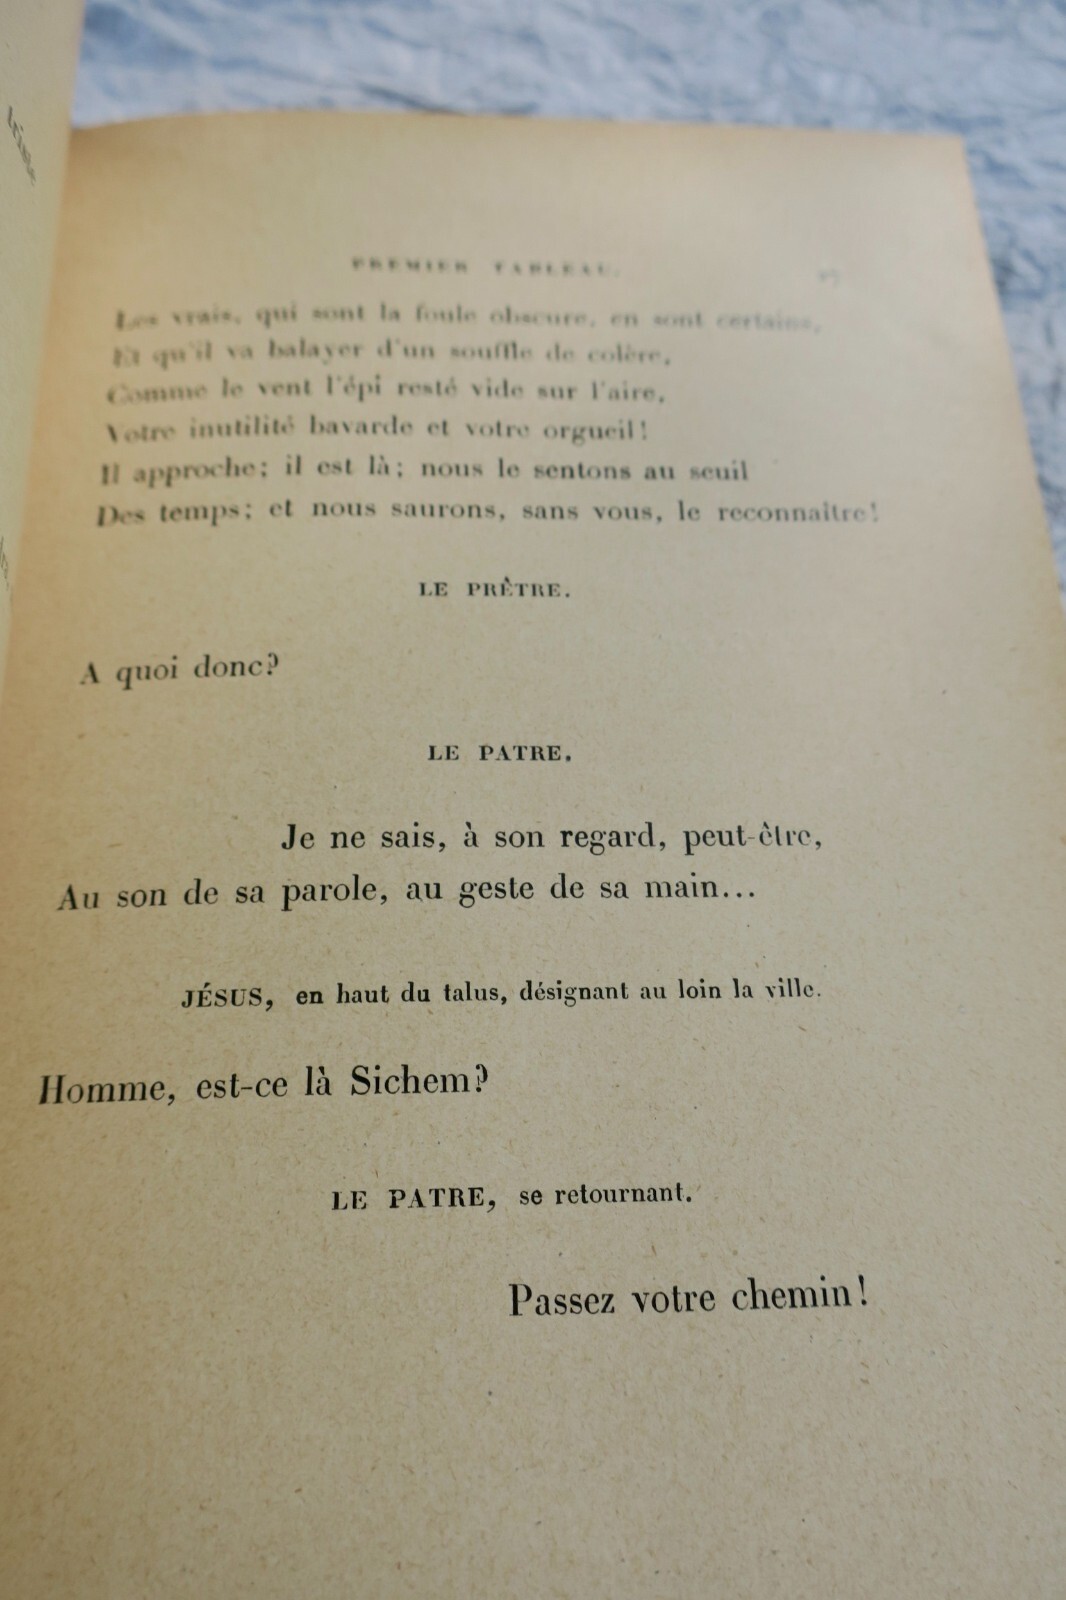 PREMIER TABLEAU.
Les vrais, qui sont la foule obscure, en sont certains,
Et qu'il va balayer d'un souffle de colère,
Comme le vent l'épi resté vide sur l'aire,
Votre inutilité bavarde et votre orgueil!
Il approche; il est là; nous le sentons au seuil
Des temps; et nous saurons, sans vous, le reconnaître!
LE PRÊTRE.
A quoi donc?
LE PATRE.
Je ne sais, à son regard, peut-être,
Au son de sa parole, au geste de sa main...
JÉSUS, en haut du talus, désignant au loin la ville.
Homme, est-ce là Sichem?
LE PATRE, se retournant.
Passez votre chemin!